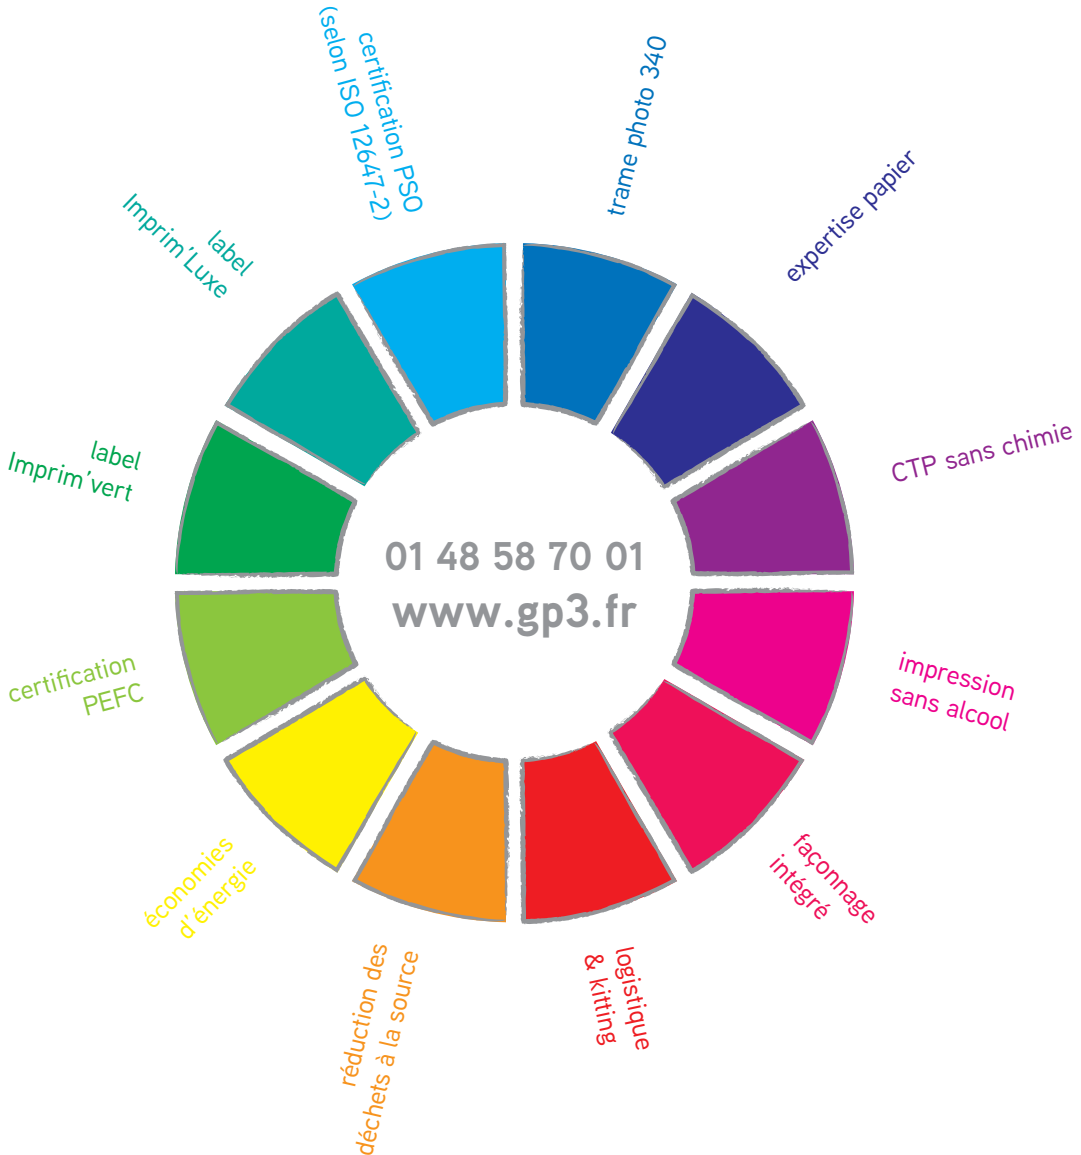 certification PSO
(selon ISO 12647-2)
trame photo 340
expertise papier
CTP sans chimie
impression
sans alcool
façonnage
intégré
logistique
& kitting
réduction des
déchets à la source
économies
d'énergie
certification
PEFC
label
Imprim'vert
label
Imprim'Luxe
01 48 58 70 01
www.gp3.fr